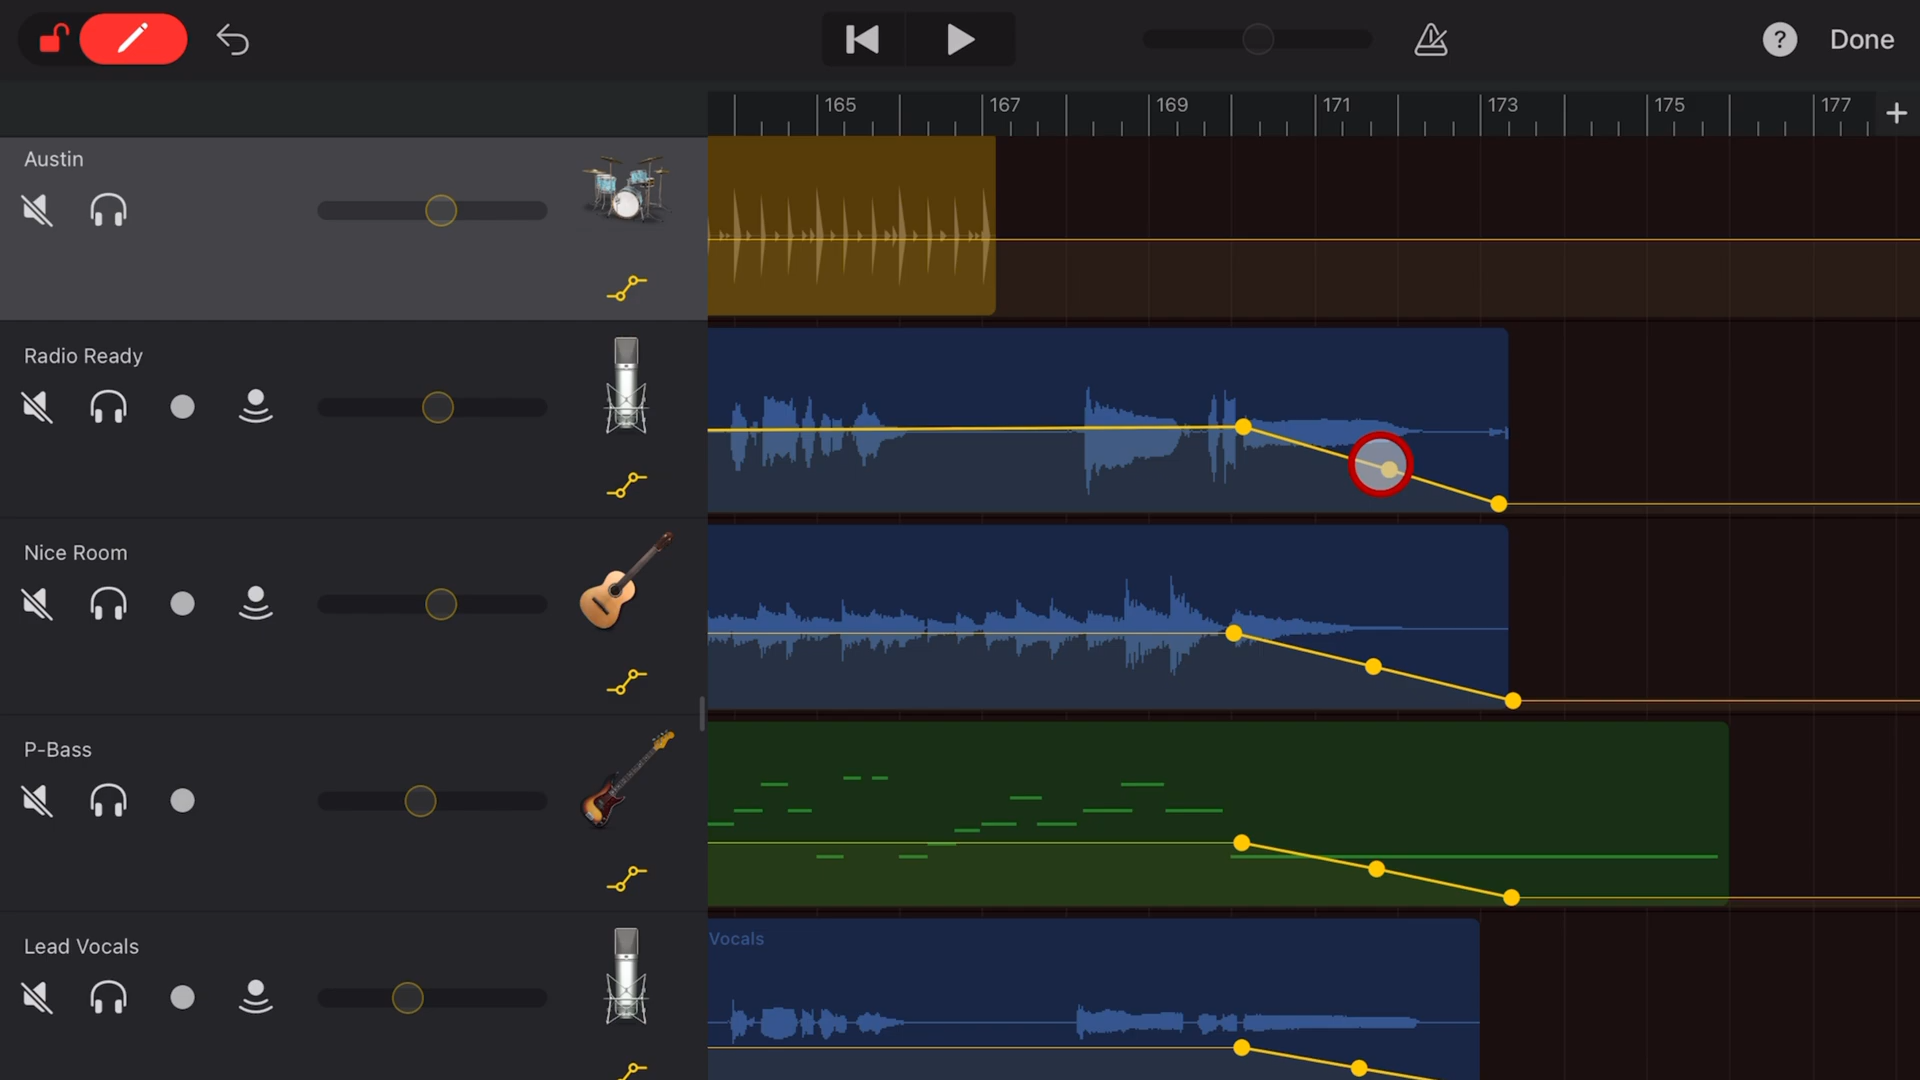 ? Done
165 167 169 171 173 175 177 +
Austin
Radio Ready
Nice Room
P-Bass
Lead Vocals
Vocals